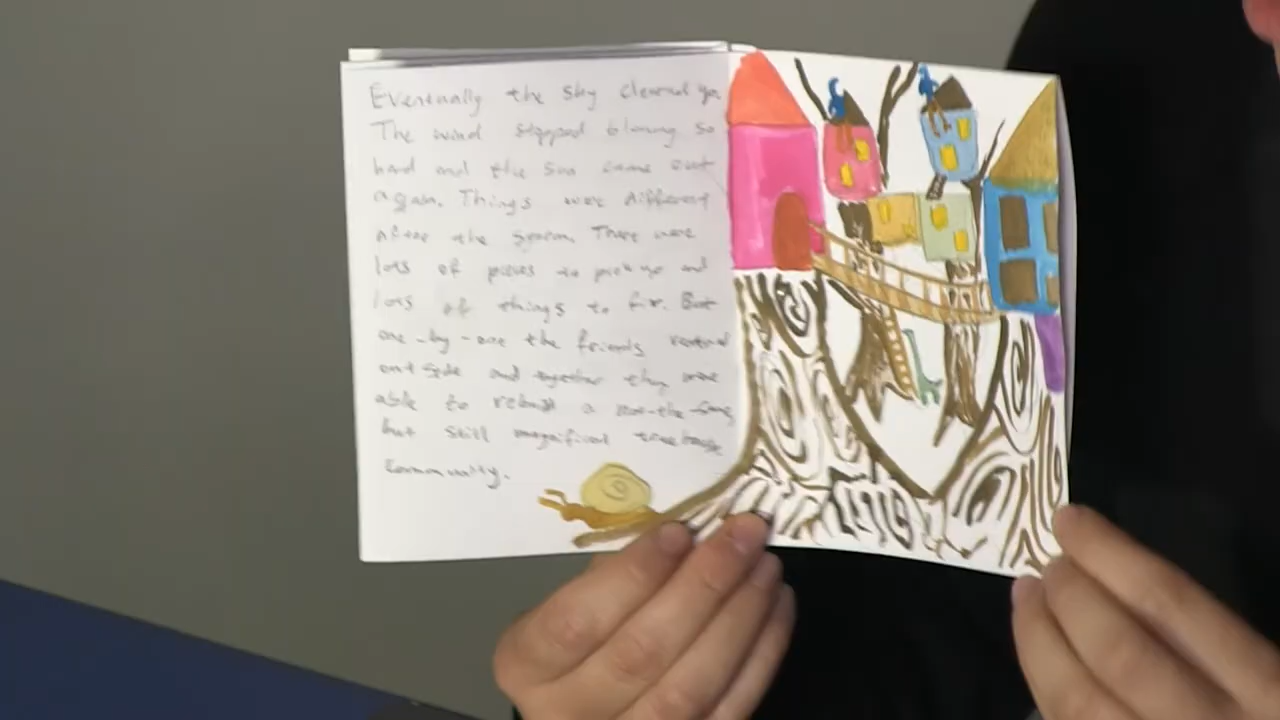 Eventually the sky cleared up.
The wind stopped blowing so
hard and the sun came out
again. Things were different
after the storm. There were
lots of pieces to pick up and
lots of things to fix. But
one-by-one the friends ventured
outside and together they were
able to rebuild a not-the-same
but still magnificent treehouse
community.